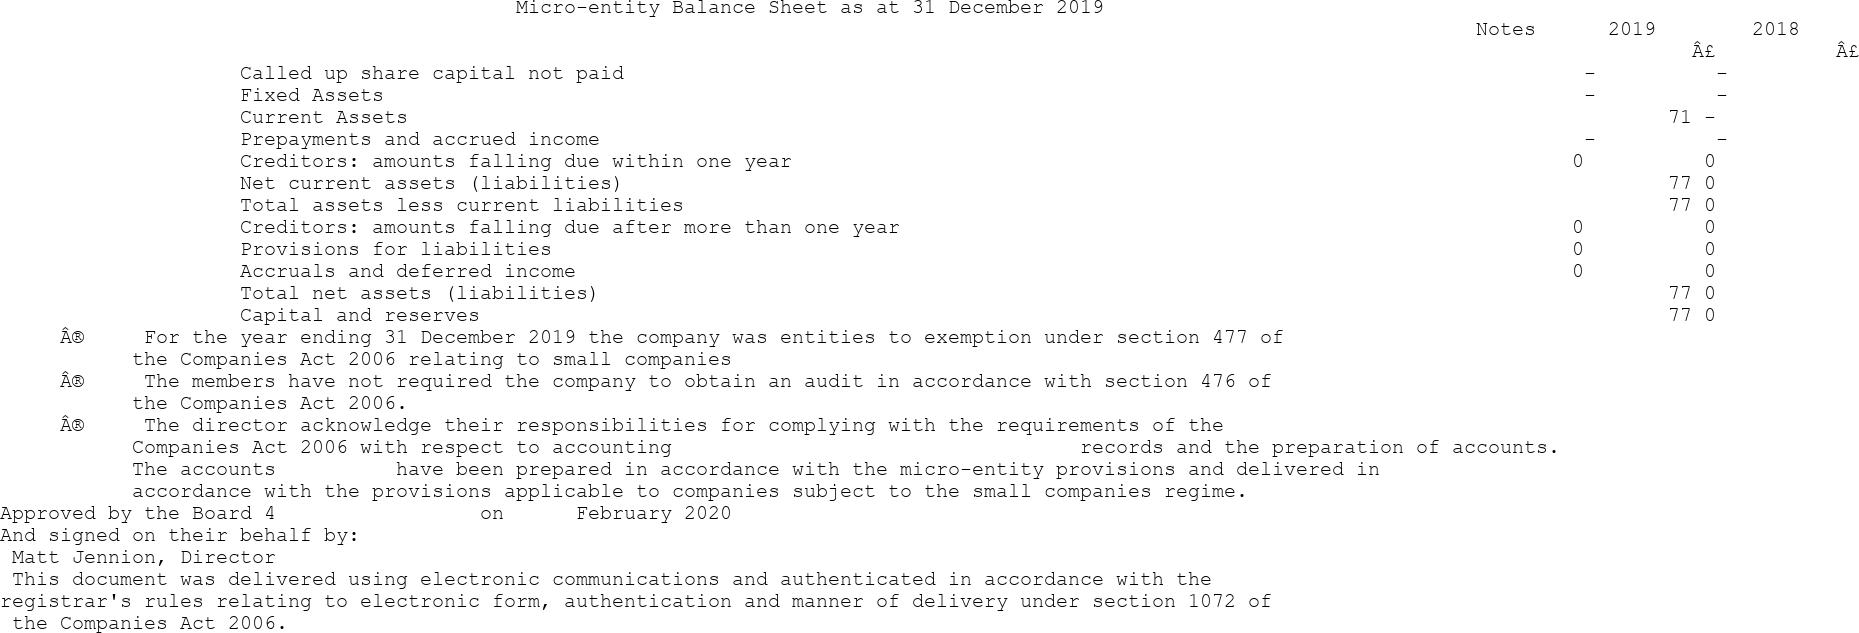 Micro-entity Balance Sheet as at 31 December 2019
Notes 2019 2018
Â£ Â£
Called up share capital not paid - -
Fixed Assets - -
Current Assets 71 -
Prepayments and accrued income - -
Creditors: amounts falling due within one year 0 0
Net current assets (liabilities) 77 0
Total assets less current liabilities 77 0
Creditors: amounts falling due after more than one year 0 0
Provisions for liabilities 0 0
Accruals and deferred income 0 0
Total net assets (liabilities) 77 0
Capital and reserves 77 0
Â® For the year ending 31 December 2019 the company was entities to exemption under section 477 of
the Companies Act 2006 relating to small companies
Â® The members have not required the company to obtain an audit in accordance with section 476 of
the Companies Act 2006.
Â® The director acknowledge their responsibilities for complying with the requirements of the
Companies Act 2006 with respect to accounting records and the preparation of accounts.
The accounts have been prepared in accordance with the micro-entity provisions and delivered in
accordance with the provisions applicable to companies subject to the small companies regime.
Approved by the Board 4 on February 2020
And signed on their behalf by:
Matt Jennion, Director
This document was delivered using electronic communications and authenticated in accordance with the
registrar's rules relating to electronic form, authentication and manner of delivery under section 1072 of
the Companies Act 2006.